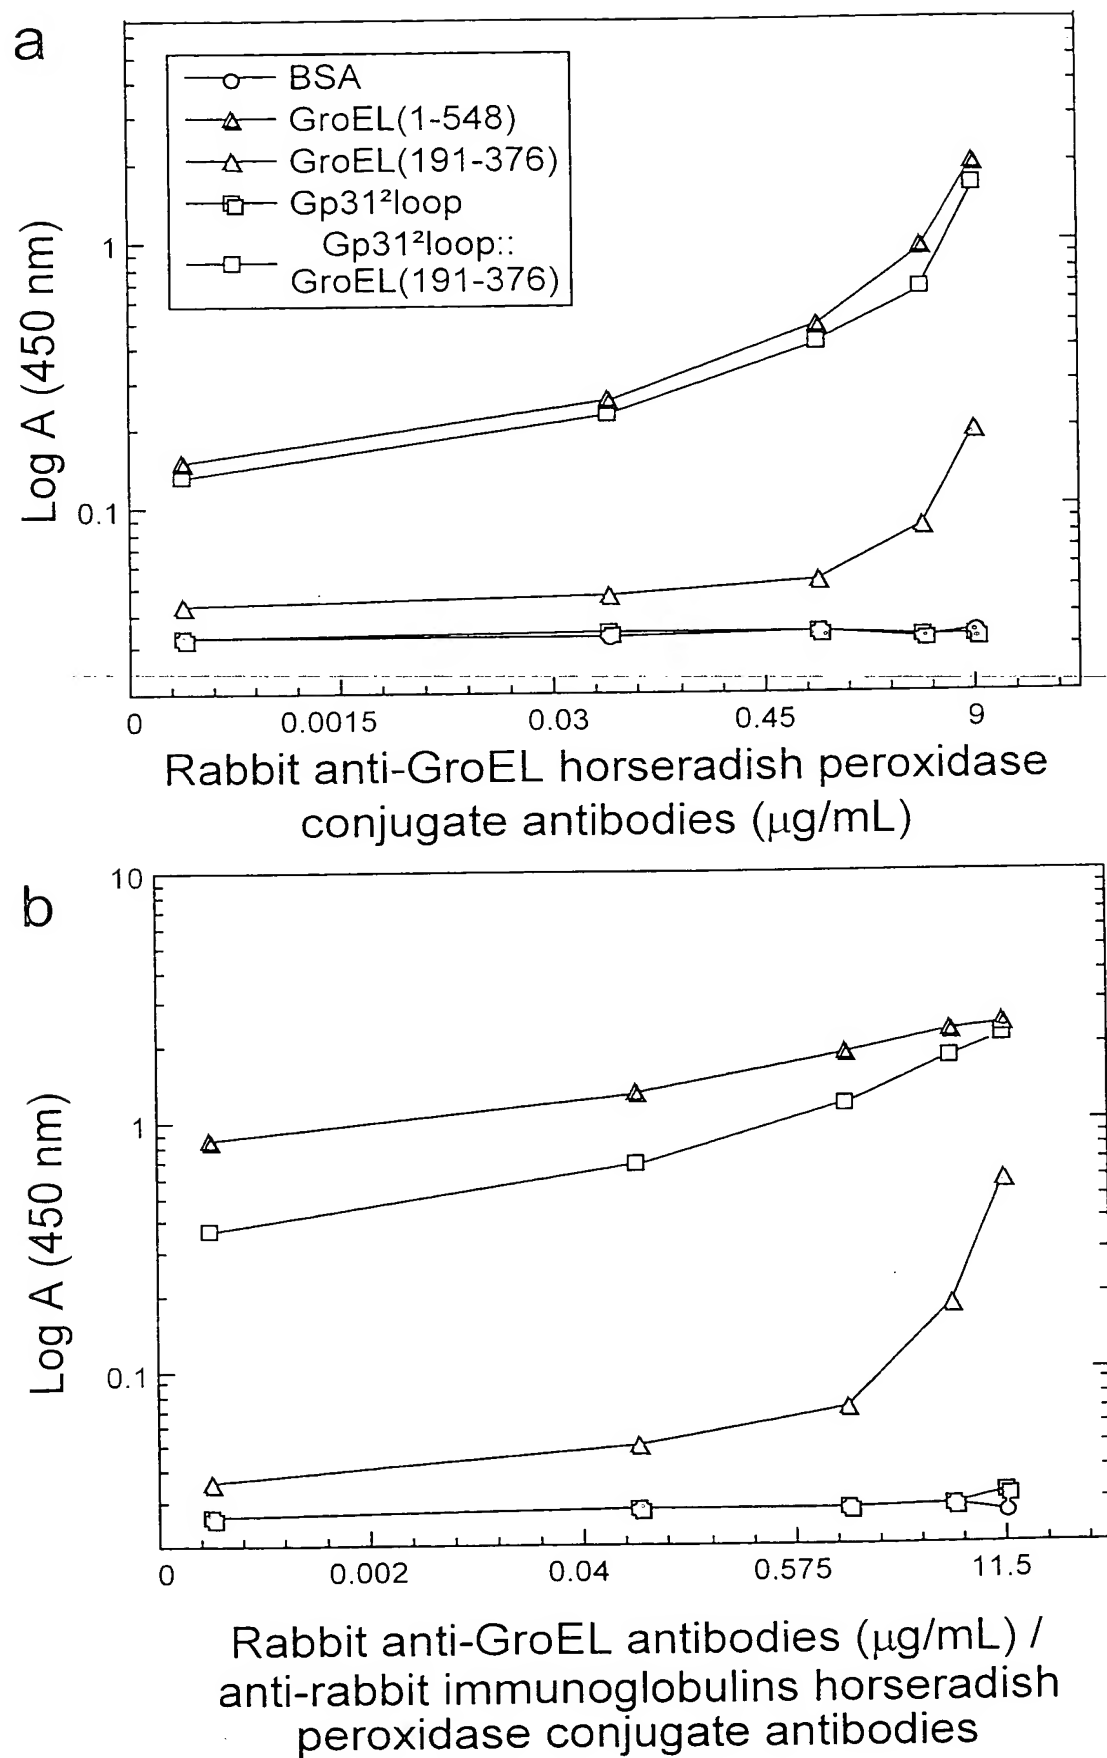 a
BSA
GroEL(1-548)
GroEL(191-376)
Gp31²loop
Gp31²loop::
GroEL(191-376)
Log A (450 nm)
1
0.1
0
0.0015
0.03
0.45
9
Rabbit anti-GroEL horseradish peroxidase
conjugate antibodies (μg/mL)
b
Log A (450 nm)
10
1
0.1
0
0.002
0.04
0.575
11.5
Rabbit anti-GroEL antibodies (μg/mL) /
anti-rabbit immunoglobulins horseradish
peroxidase conjugate antibodies